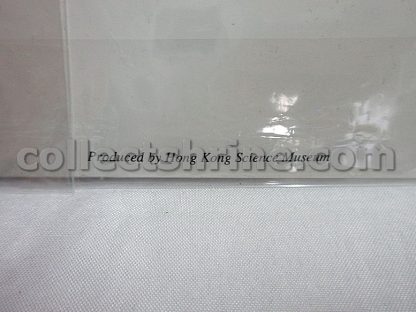 Produced by Hong Kong Science Museum
collectshrine.com